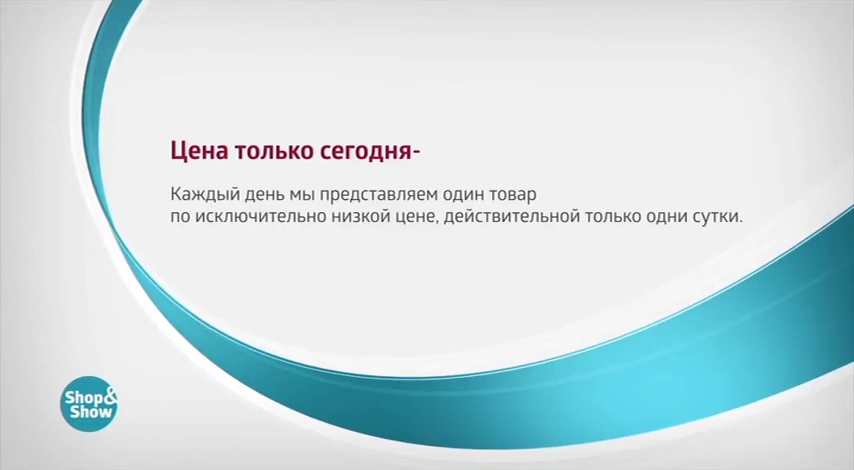 Цена только сегодня-
Каждый день мы представляем один товар
по исключительно низкой цене, действительной только одни сутки.
Shop&
Show